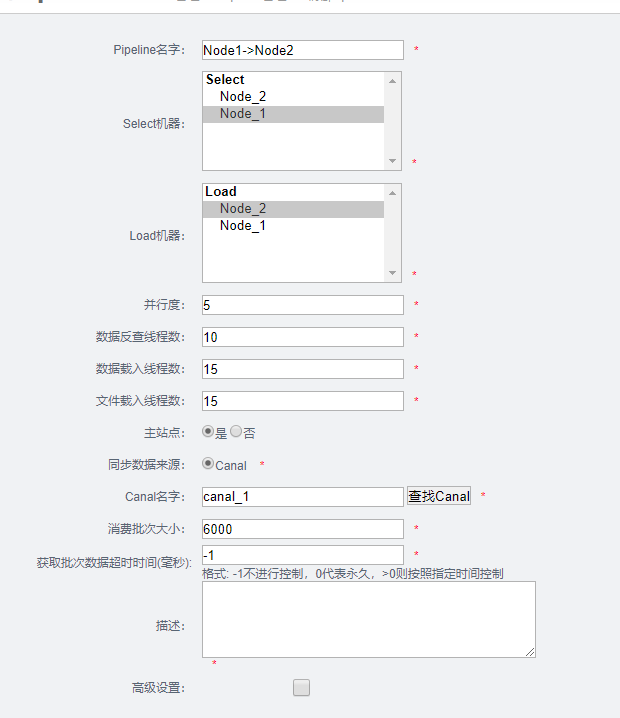 Pipeline名字： Node1->Node2 *
Select
Node_2
Select机器： Node_1
*
Load
Node_2
Load机器： Node_1
*
并行度： 5 *
数据反查线程数： 10 *
数据载入线程数： 15 *
文件载入线程数： 15 *
主站点： 是 否
同步数据来源： Canal *
Canal名字： canal_1 查找Canal *
消费批次大小： 6000 *
获取批次数据超时时间(毫秒): -1 *
格式: -1不进行控制，0代表永久，>0则按照指定时间控制
描述：
*
高级设置：